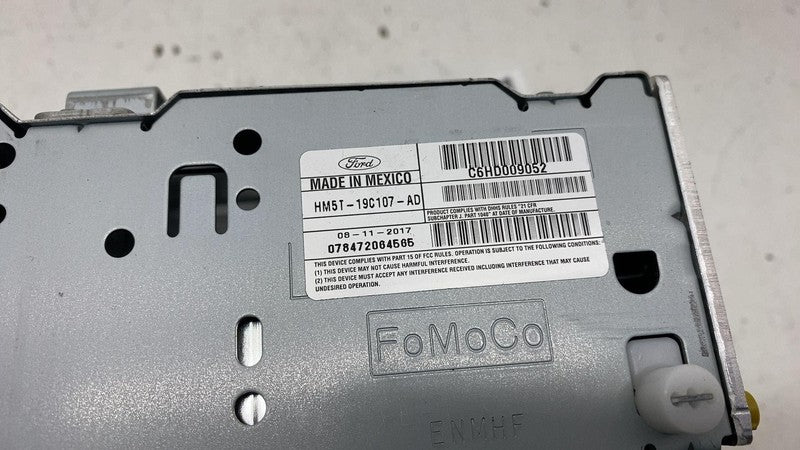 Ford
MADE IN MEXICO
C6HD009052
HM5T-19C107-AD
PRODUCT COMPLIES WITH DHHS RULES "21 CFR
SUBCHAPTER J. PART 1040" AT DATE OF MANUFACTURE.
08-11-2017
078472064565
THIS DEVICE COMPLIES WITH PART 15 OF FCC RULES. OPERATION IS SUBJECT TO THE FOLLOWING CONDITIONS:
(1) THIS DEVICE MAY NOT CAUSE HARMFUL INTERFERENCE.
(2) THIS DEVICE MUST ACCEPT ANY INTERFERENCE RECEIVED INCLUDING INTERFERENCE THAT MAY CAUSE
UNDESIRED OPERATION.
FoMoCo
ENMHF